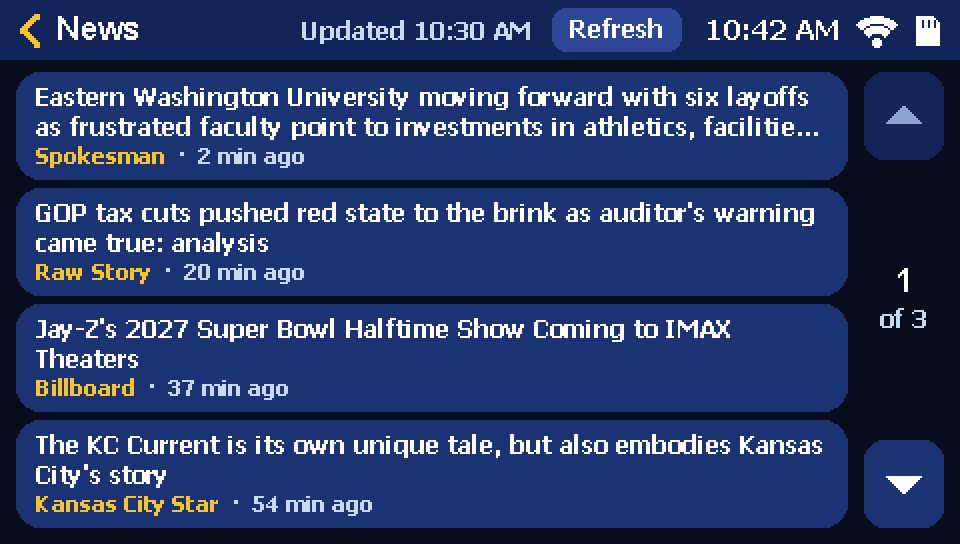 News
Updated 10:30 AM
Refresh
10:42 AM
Eastern Washington University moving forward with six layoffs
as frustrated faculty point to investments in athletics, facilitie...
Spokesman · 2 min ago
GOP tax cuts pushed red state to the brink as auditor's warning
came true: analysis
Raw Story · 20 min ago
1
of 3
Jay-Z's 2027 Super Bowl Halftime Show Coming to IMAX
Theaters
Billboard · 37 min ago
The KC Current is its own unique tale, but also embodies Kansas
City's story
Kansas City Star · 54 min ago